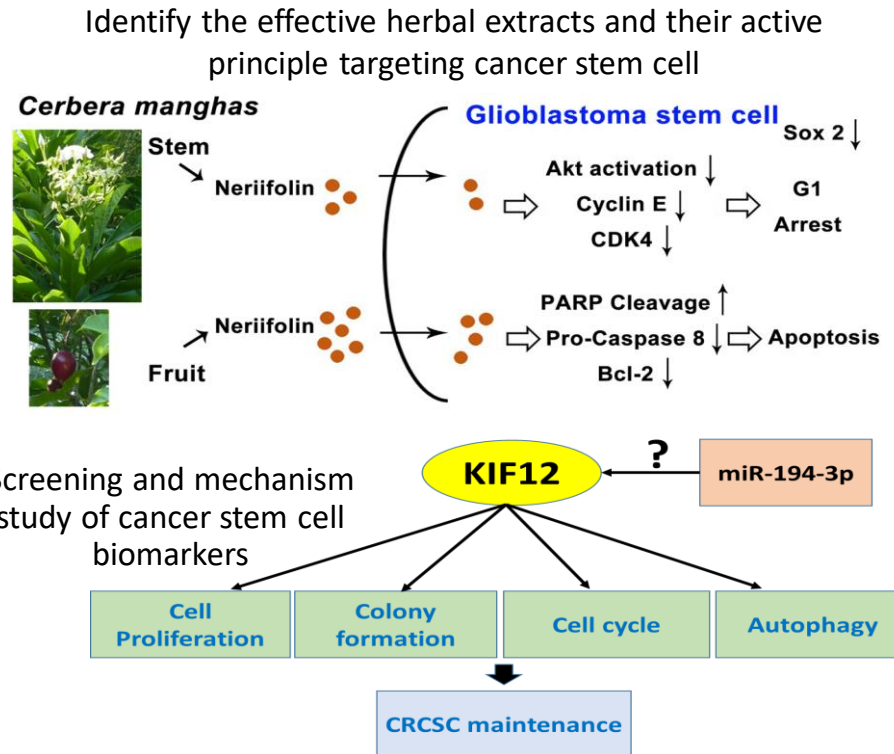 Identify the effective herbal extracts and their active
principle targeting cancer stem cell
Cerbera manghas
Glioblastoma stem cell
Stem
Neriifolin
Akt activation ↓
Cyclin E ↓
CDK4 ↓
Sox 2 ↓
G1
Arrest
Fruit
Neriifolin
PARP Cleavage ↑
Pro-Caspase 8 ↓
Bcl-2 ↓
Apoptosis
creening and mechanism
study of cancer stem cell
biomarkers
KIF12
?
miR-194-3p
Cell
Proliferation
Colony
formation
Cell cycle
Autophagy
CRCSC maintenance